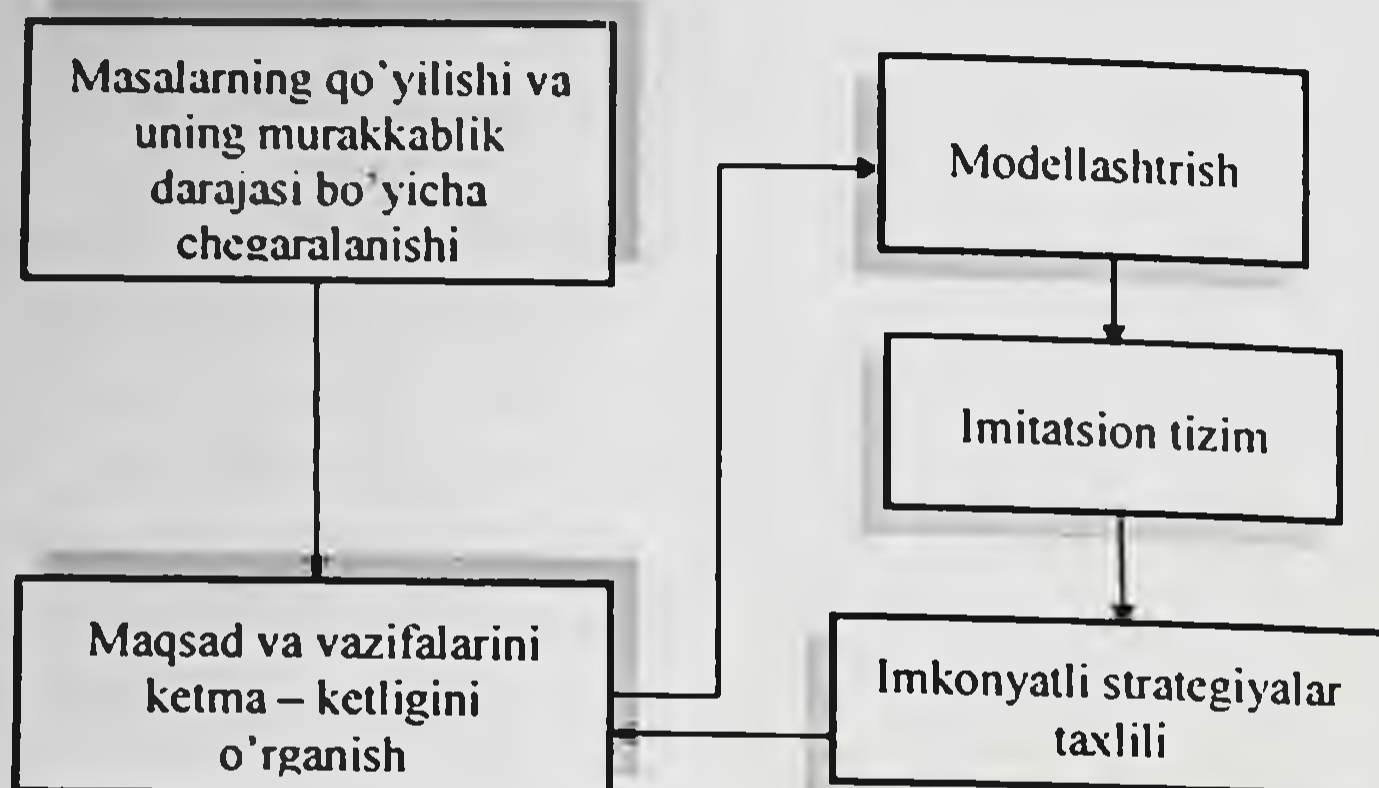 Masalarning qo'yilishi va
uning murakkablik
darajasi bo'yicha
chegaralanishi
Maqsad va vazifalarini
ketma – ketligini
o'rganish
Modellashtrish
Imitatsion tizim
Imkonyatli strategiyalar
taxlili